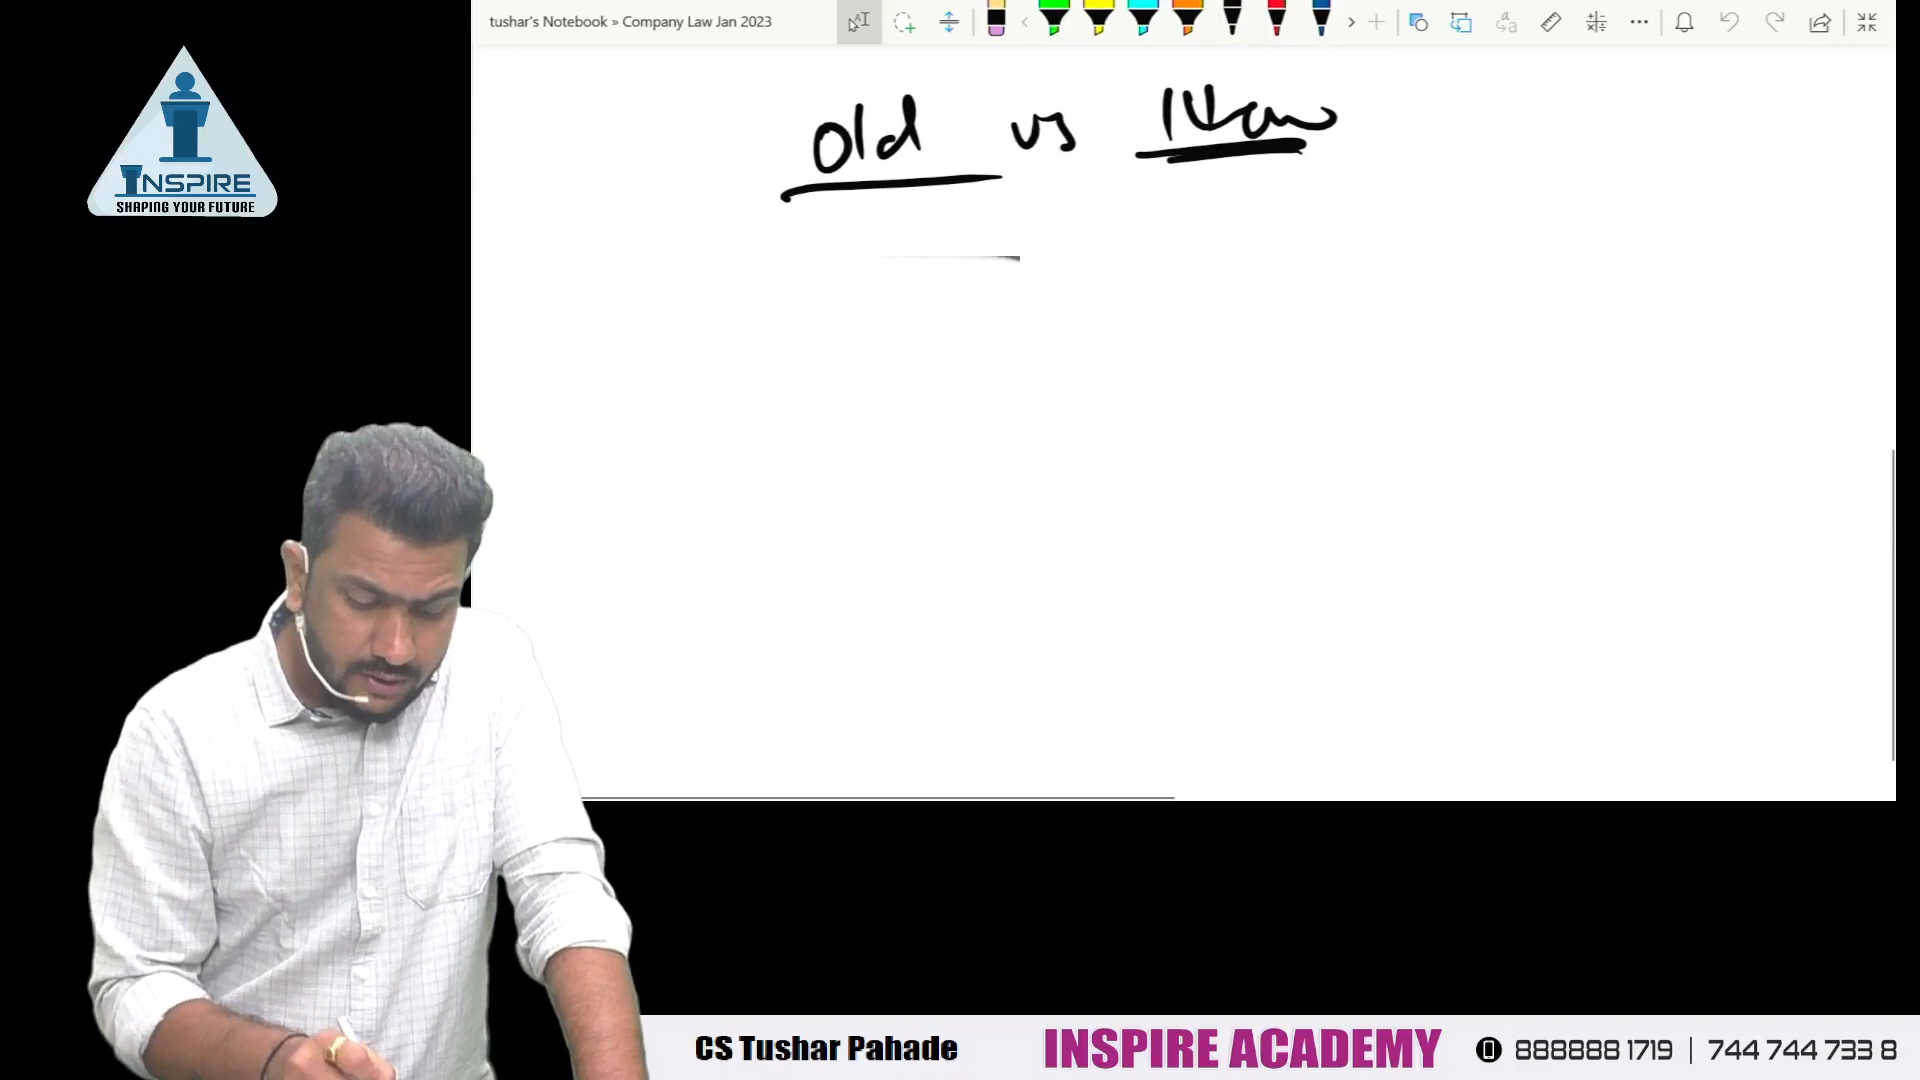 tushar's Notebook » Company Law Jan 2023
Old vs New
INSPIRE
SHAPING YOUR FUTURE
CS Tushar Pahade
INSPIRE ACADEMY
888888 1719 | 744 744 733 8